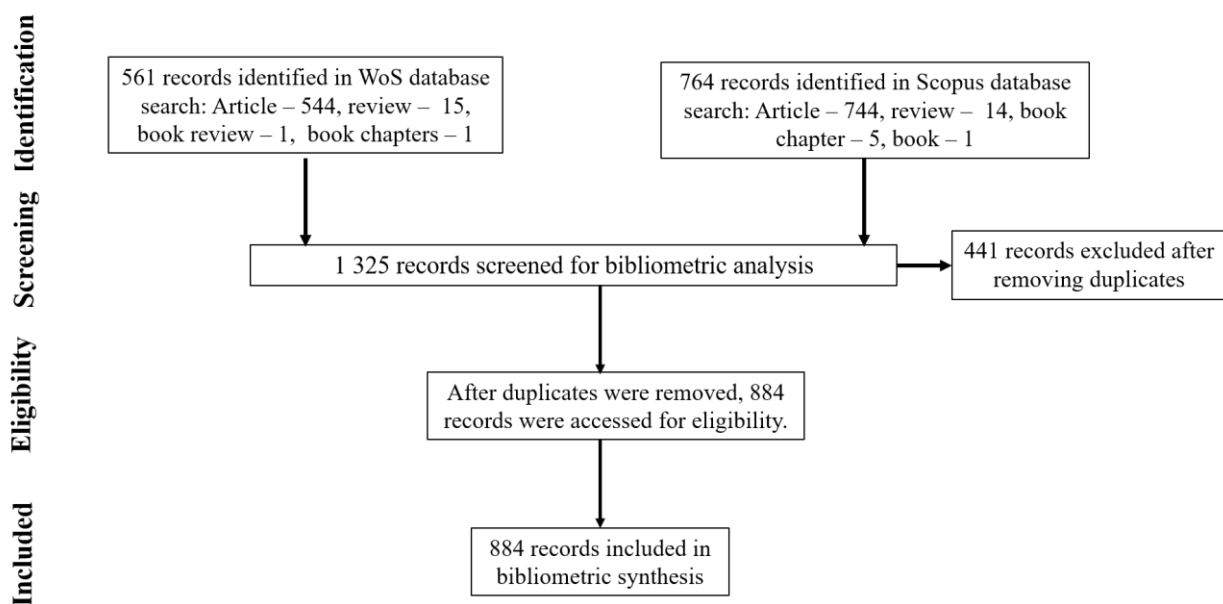 Identification
561 records identified in WoS database
search: Article – 544, review – 15,
book review – 1, book chapters – 1
764 records identified in Scopus database
search: Article – 744, review – 14, book
chapter – 5, book – 1
Screening
1 325 records screened for bibliometric analysis
441 records excluded after
removing duplicates
Eligibility
After duplicates were removed, 884
records were accessed for eligibility.
Included
884 records included in
bibliometric synthesis